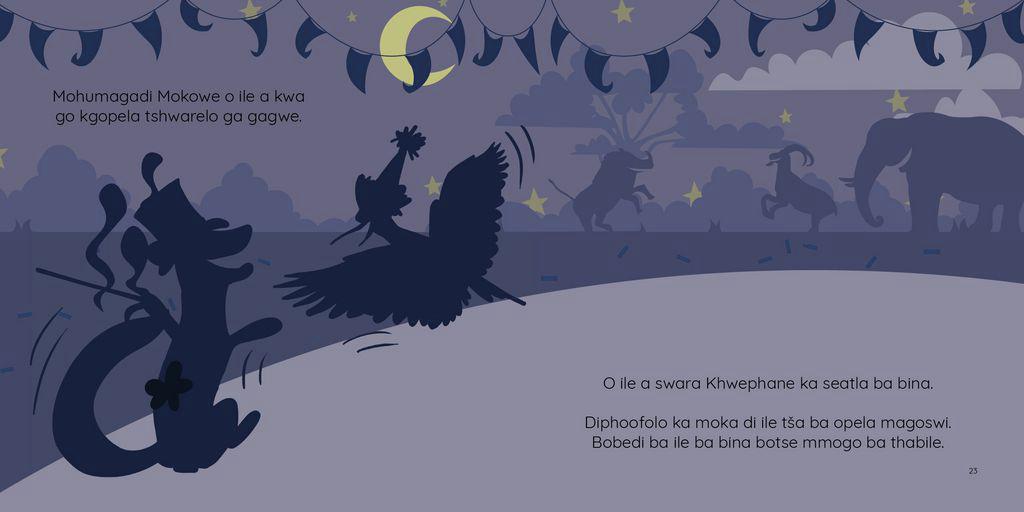 Mohumagadi Mokowe o ile a kwa
go kgopela tshwarelo ga gagwe.
O ile a swara Khwephane ka seatla ba bina.
Diphoofolo ka moka di ile tša ba opela magoswi.
Bobedi ba ile ba bina botse mmogo ba thabile.
23